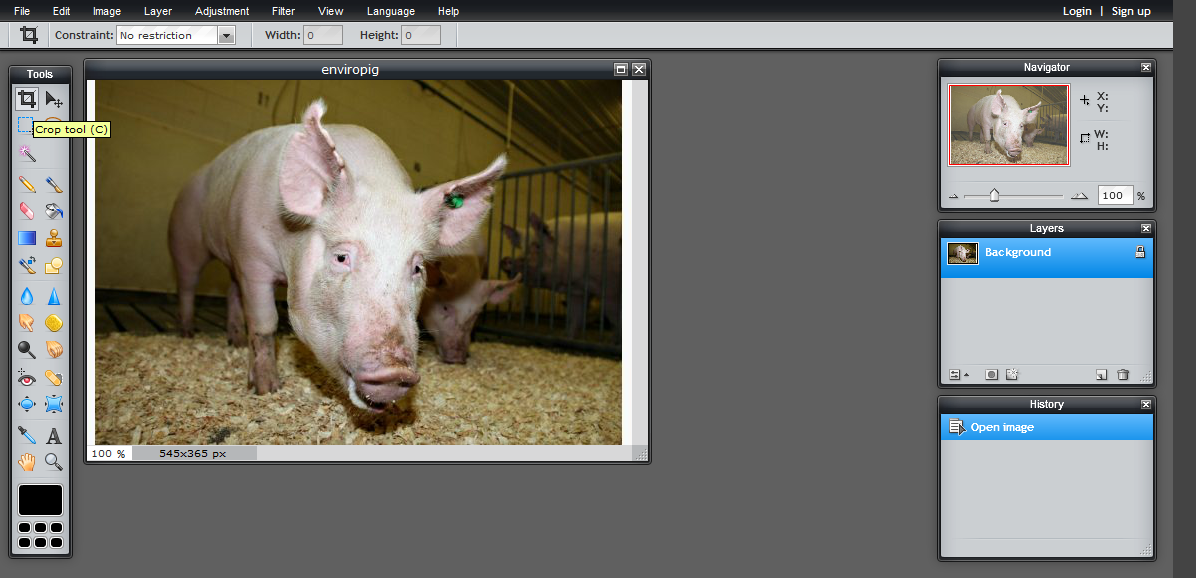 File Edit Image Layer Adjustment Filter View Language Help Login | Sign up
Constraint: No restriction Width: 0 Height: 0
Tools
Crop tool (C)
A
enviropig
100 % 545x365 px
Navigator
X:
Y:
W:
H:
100 %
Layers
Background
History
Open image